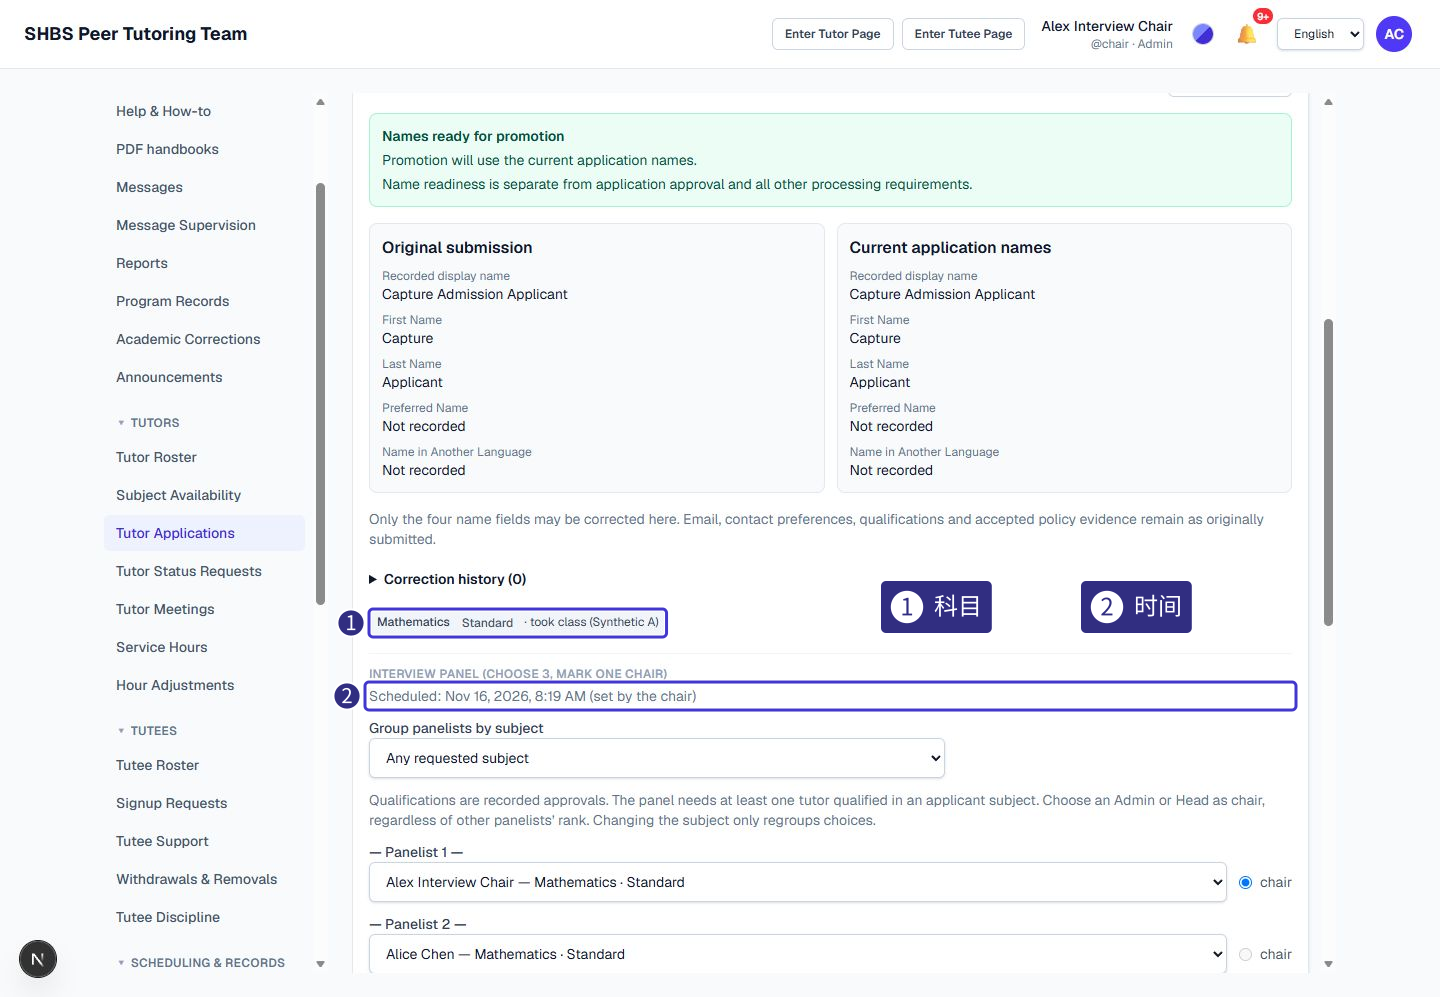 SHBS Peer Tutoring Team
Enter Tutor Page
Enter Tutee Page
Alex Interview Chair
@chair · Admin
9+
English
AC
Help & How-to
PDF handbooks
Messages
Message Supervision
Reports
Program Records
Academic Corrections
Announcements
TUTORS
Tutor Roster
Subject Availability
Tutor Applications
Tutor Status Requests
Tutor Meetings
Service Hours
Hour Adjustments
TUTEES
Tutee Roster
Signup Requests
Tutee Support
Withdrawals & Removals
Tutee Discipline
SCHEDULING & RECORDS
N
Names ready for promotion
Promotion will use the current application names.
Name readiness is separate from application approval and all other processing requirements.
Original submission
Recorded display name
Capture Admission Applicant
First Name
Capture
Last Name
Applicant
Preferred Name
Not recorded
Name in Another Language
Not recorded
Current application names
Recorded display name
Capture Admission Applicant
First Name
Capture
Last Name
Applicant
Preferred Name
Not recorded
Name in Another Language
Not recorded
Only the four name fields may be corrected here. Email, contact preferences, qualifications and accepted policy evidence remain as originally
submitted.
Correction history (0)
1 科目
2 时间
1
Mathematics Standard · took class (Synthetic A)
INTERVIEW PANEL (CHOOSE 3, MARK ONE CHAIR)
2
Scheduled: Nov 16, 2026, 8:19 AM (set by the chair)
Group panelists by subject
Any requested subject
Qualifications are recorded approvals. The panel needs at least one tutor qualified in an applicant subject. Choose an Admin or Head as chair,
regardless of other panelists' rank. Changing the subject only regroups choices.
— Panelist 1 —
Alex Interview Chair — Mathematics · Standard
chair
— Panelist 2 —
Alice Chen — Mathematics · Standard
chair